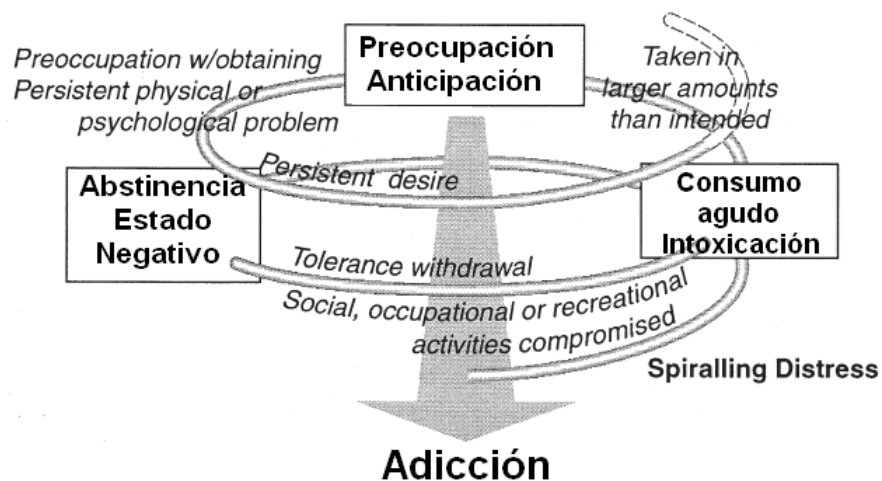 Preoccupation w/obtaining
Persistent physical or
psychological problem
Preocupación
Anticipación
Taken in
larger amounts
than intended
Persistent desire
Abstinencia
Estado
Negativo
Consumo
agudo
Intoxicación
Tolerance withdrawal
Social, occupational or recreational
activities compromised
Spiralling Distress
Adicción